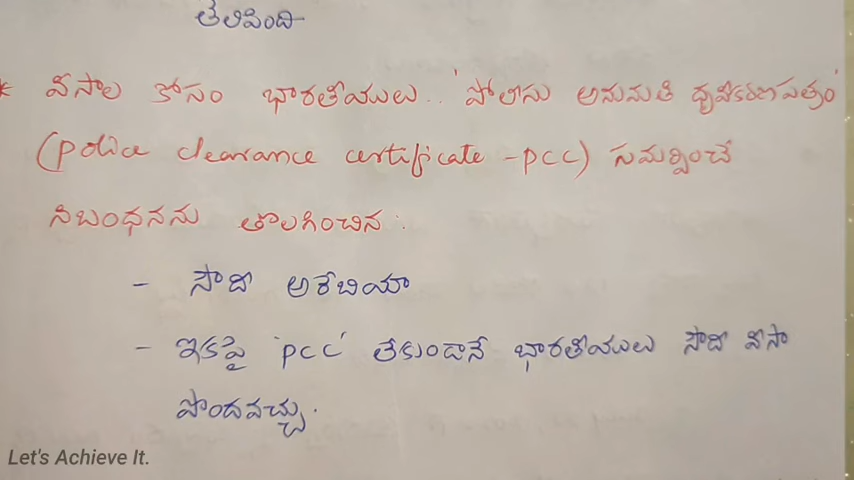 తెలిపింది-
* వీసాల కోసం భారతీయులు.. 'పోలీసు అనుమతి ధృవీకరణపత్రం'
(police clearance certificate -pcc) సమర్పించే
నిబంధనను తొలగించిన :
- సౌదీ అరేబియా
- ఇకపై 'pcc' లేకుండానే భారతీయులు సౌదీ వీసా
పొందవచ్చు.
Let's Achieve It.